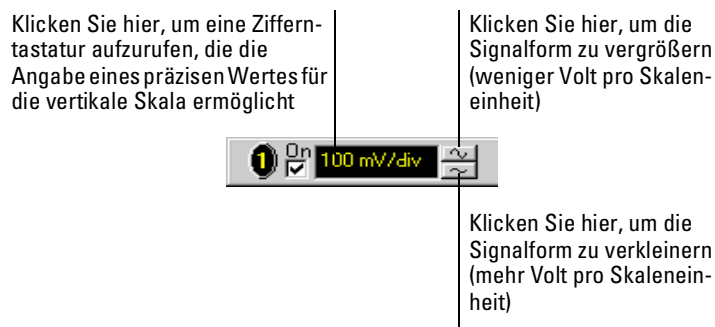 Klicken Sie hier, um eine Ziffern-
tastatur aufzurufen, die die
Angabe eines präzisen Wertes für
die vertikale Skala ermöglicht
Klicken Sie hier, um die
Signalform zu vergrößern
(weniger Volt pro Skalen-
einheit)
1 On 100 mV/div
Klicken Sie hier, um die
Signalform zu verkleinern
(mehr Volt pro Skalenein-
heit)